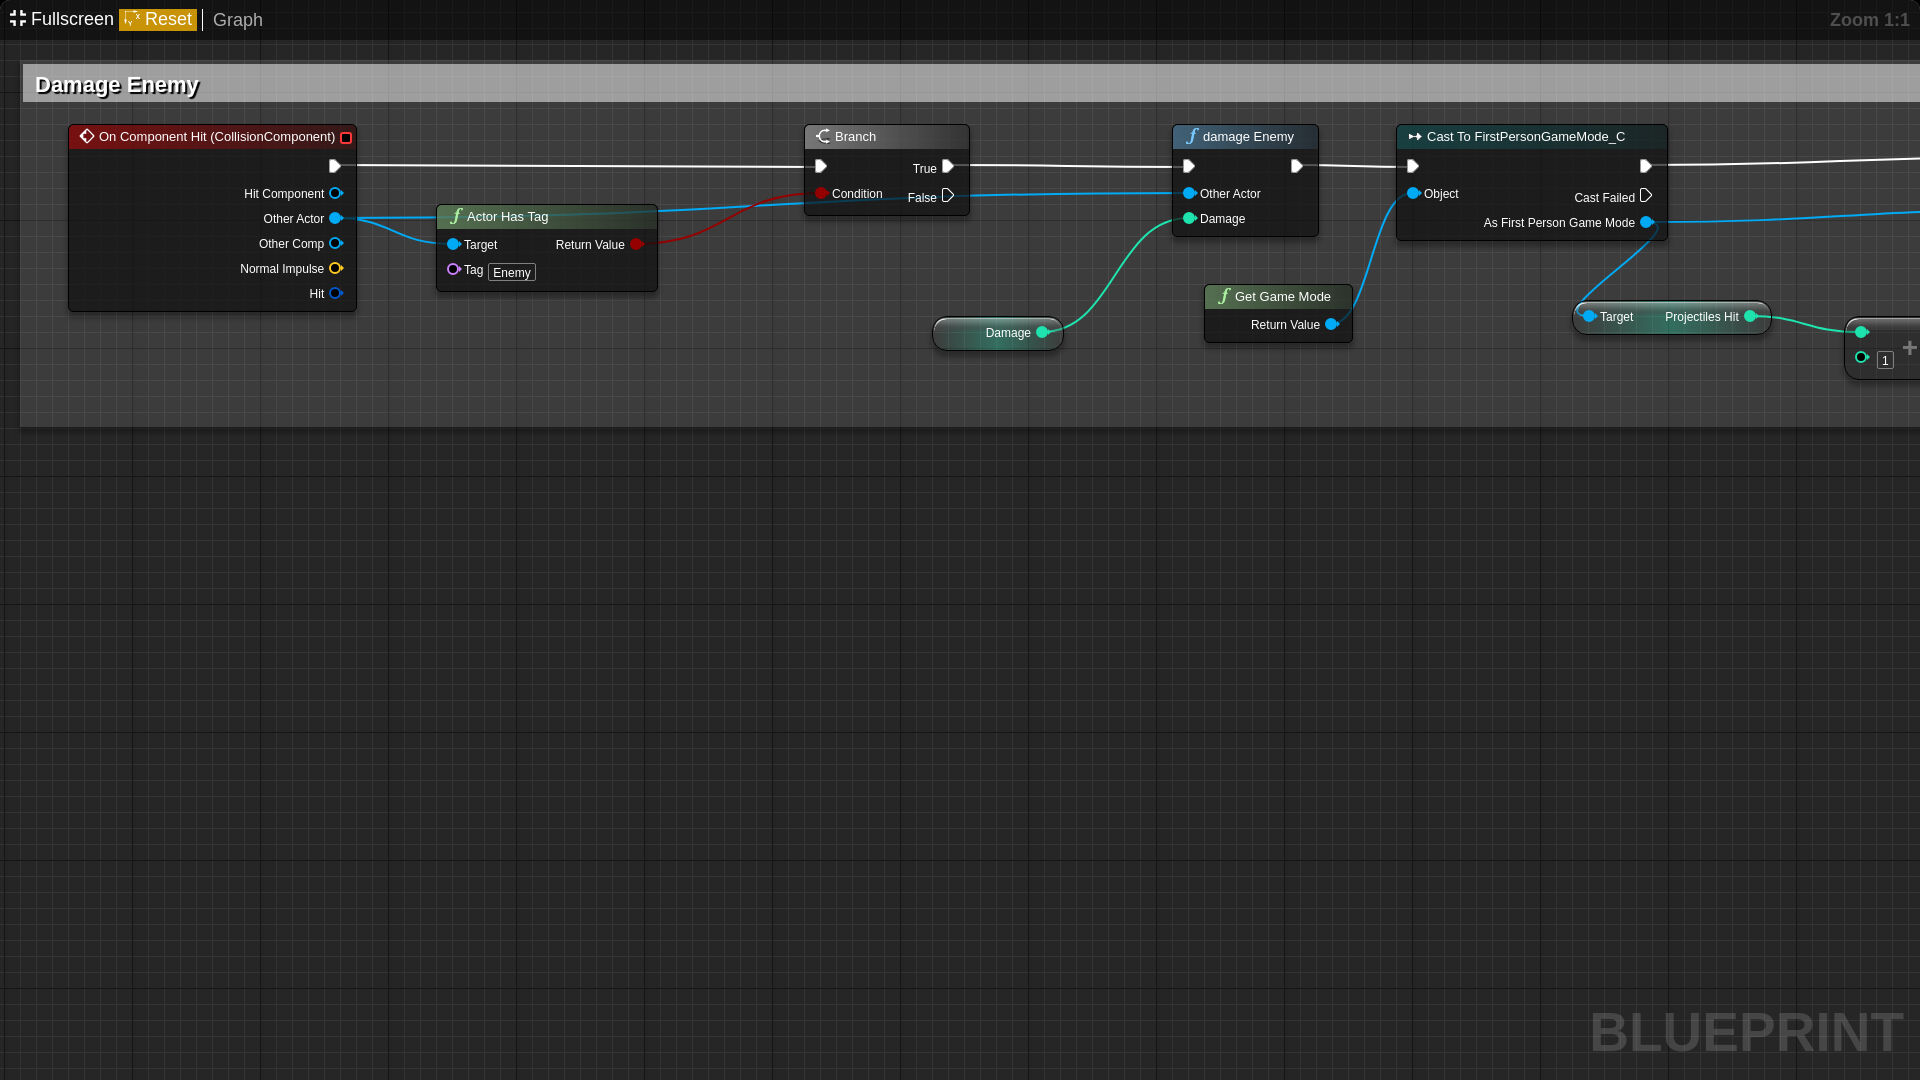 Fullscreen Reset Graph Zoom 1:1
Damage Enemy
On Component Hit (CollisionComponent)
Hit Component
Other Actor
Other Comp
Normal Impulse
Hit
Actor Has Tag
Target Return Value
Tag Enemy
Branch
True
Condition False
Damage
damage Enemy
Other Actor
Damage
Get Game Mode
Return Value
Cast To FirstPersonGameMode_C
Object Cast Failed
As First Person Game Mode
Target Projectiles Hit
+
1
BLUEPRINT